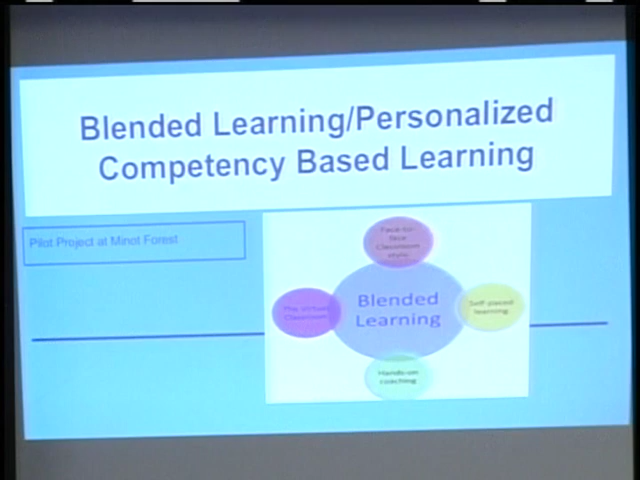 Blended Learning/Personalized
Competency Based Learning
Pilot Project at Minot Forest
Face-to-
face
Classroom
style
Blended
Learning
The Virtual
Classroom
Self-paced
learning
Hands-on
coaching